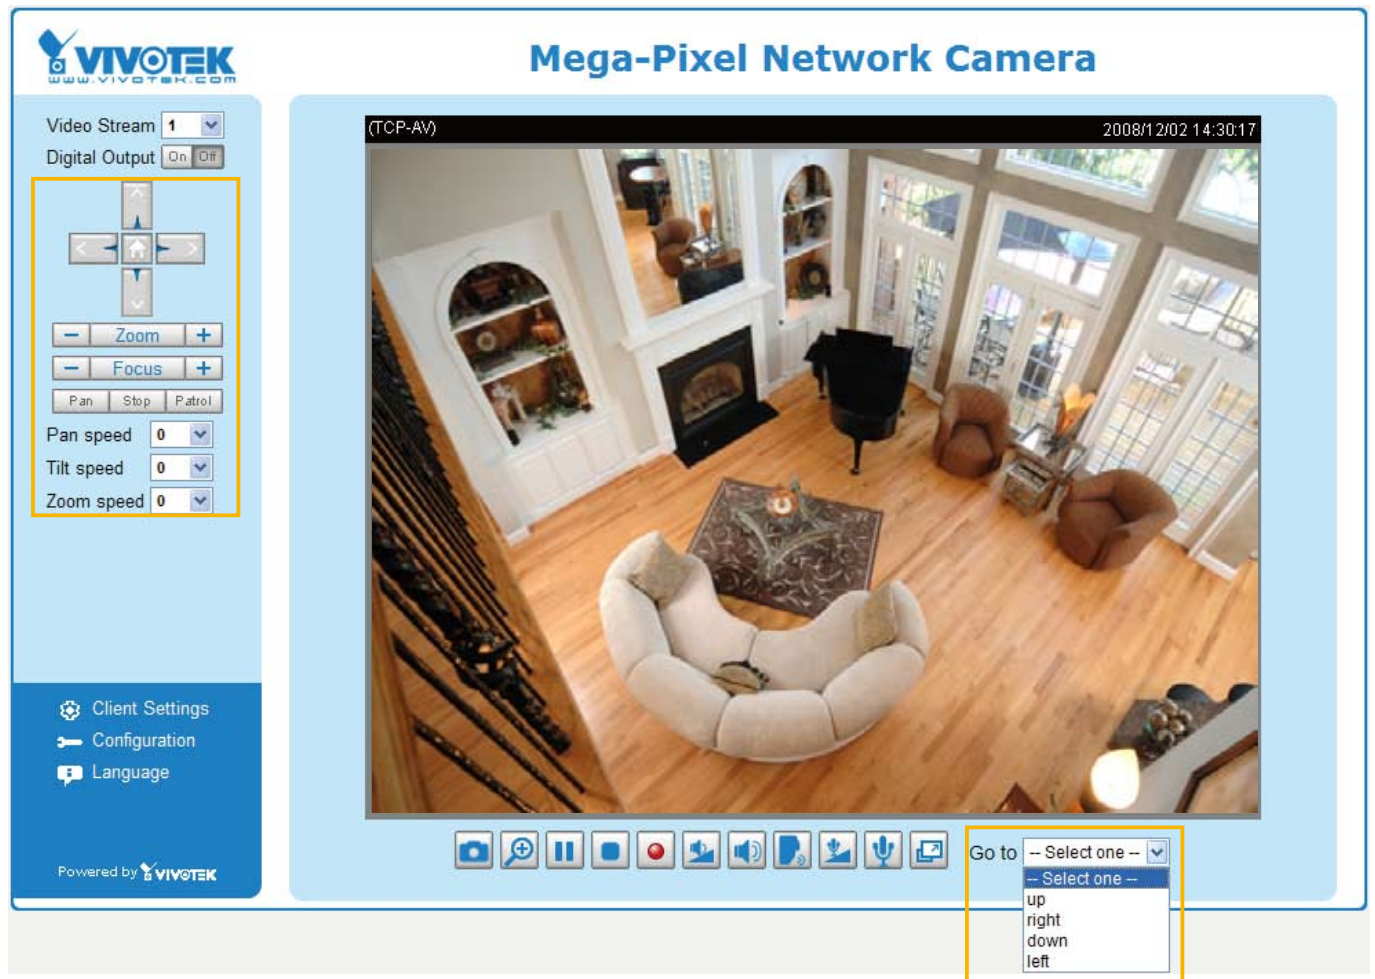 VIVOTEK
www.vivotek.com
Mega-Pixel Network Camera
Video Stream 1
Digital Output On Off
(TCP-AV) 2008/12/02 14:30:17
Zoom
Focus
Pan Stop Patrol
Pan speed 0
Tilt speed 0
Zoom speed 0
Client Settings
Configuration
Language
Powered by VIVOTEK
Go to -- Select one --
-- Select one --
up
right
down
left